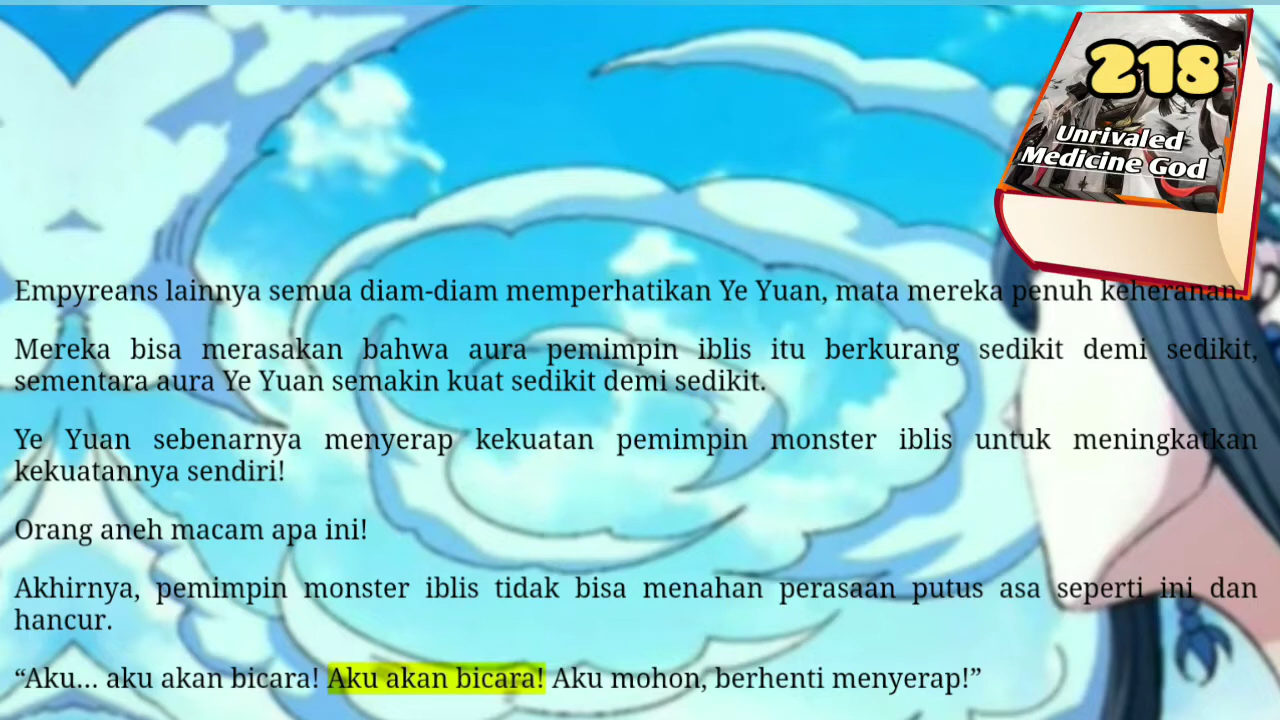 218
Unrivaled
Medicine God
Empyreans lainnya semua diam-diam memperhatikan Ye Yuan, mata mereka penuh keheranan.
Mereka bisa merasakan bahwa aura pemimpin iblis itu berkurang sedikit demi sedikit,
sementara aura Ye Yuan semakin kuat sedikit demi sedikit.
Ye Yuan sebenarnya menyerap kekuatan pemimpin monster iblis untuk meningkatkan
kekuatannya sendiri!
Orang aneh macam apa ini!
Akhirnya, pemimpin monster iblis tidak bisa menahan perasaan putus asa seperti ini dan
hancur.
“Aku... aku akan bicara! Aku akan bicara! Aku mohon, berhenti menyerap!”